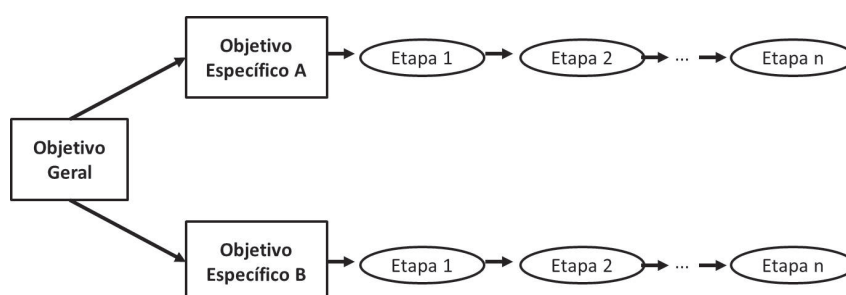 Objetivo
Específico A
Etapa 1
Etapa 2
...
Etapa n
Objetivo
Geral
Objetivo
Específico B
Etapa 1
Etapa 2
...
Etapa n